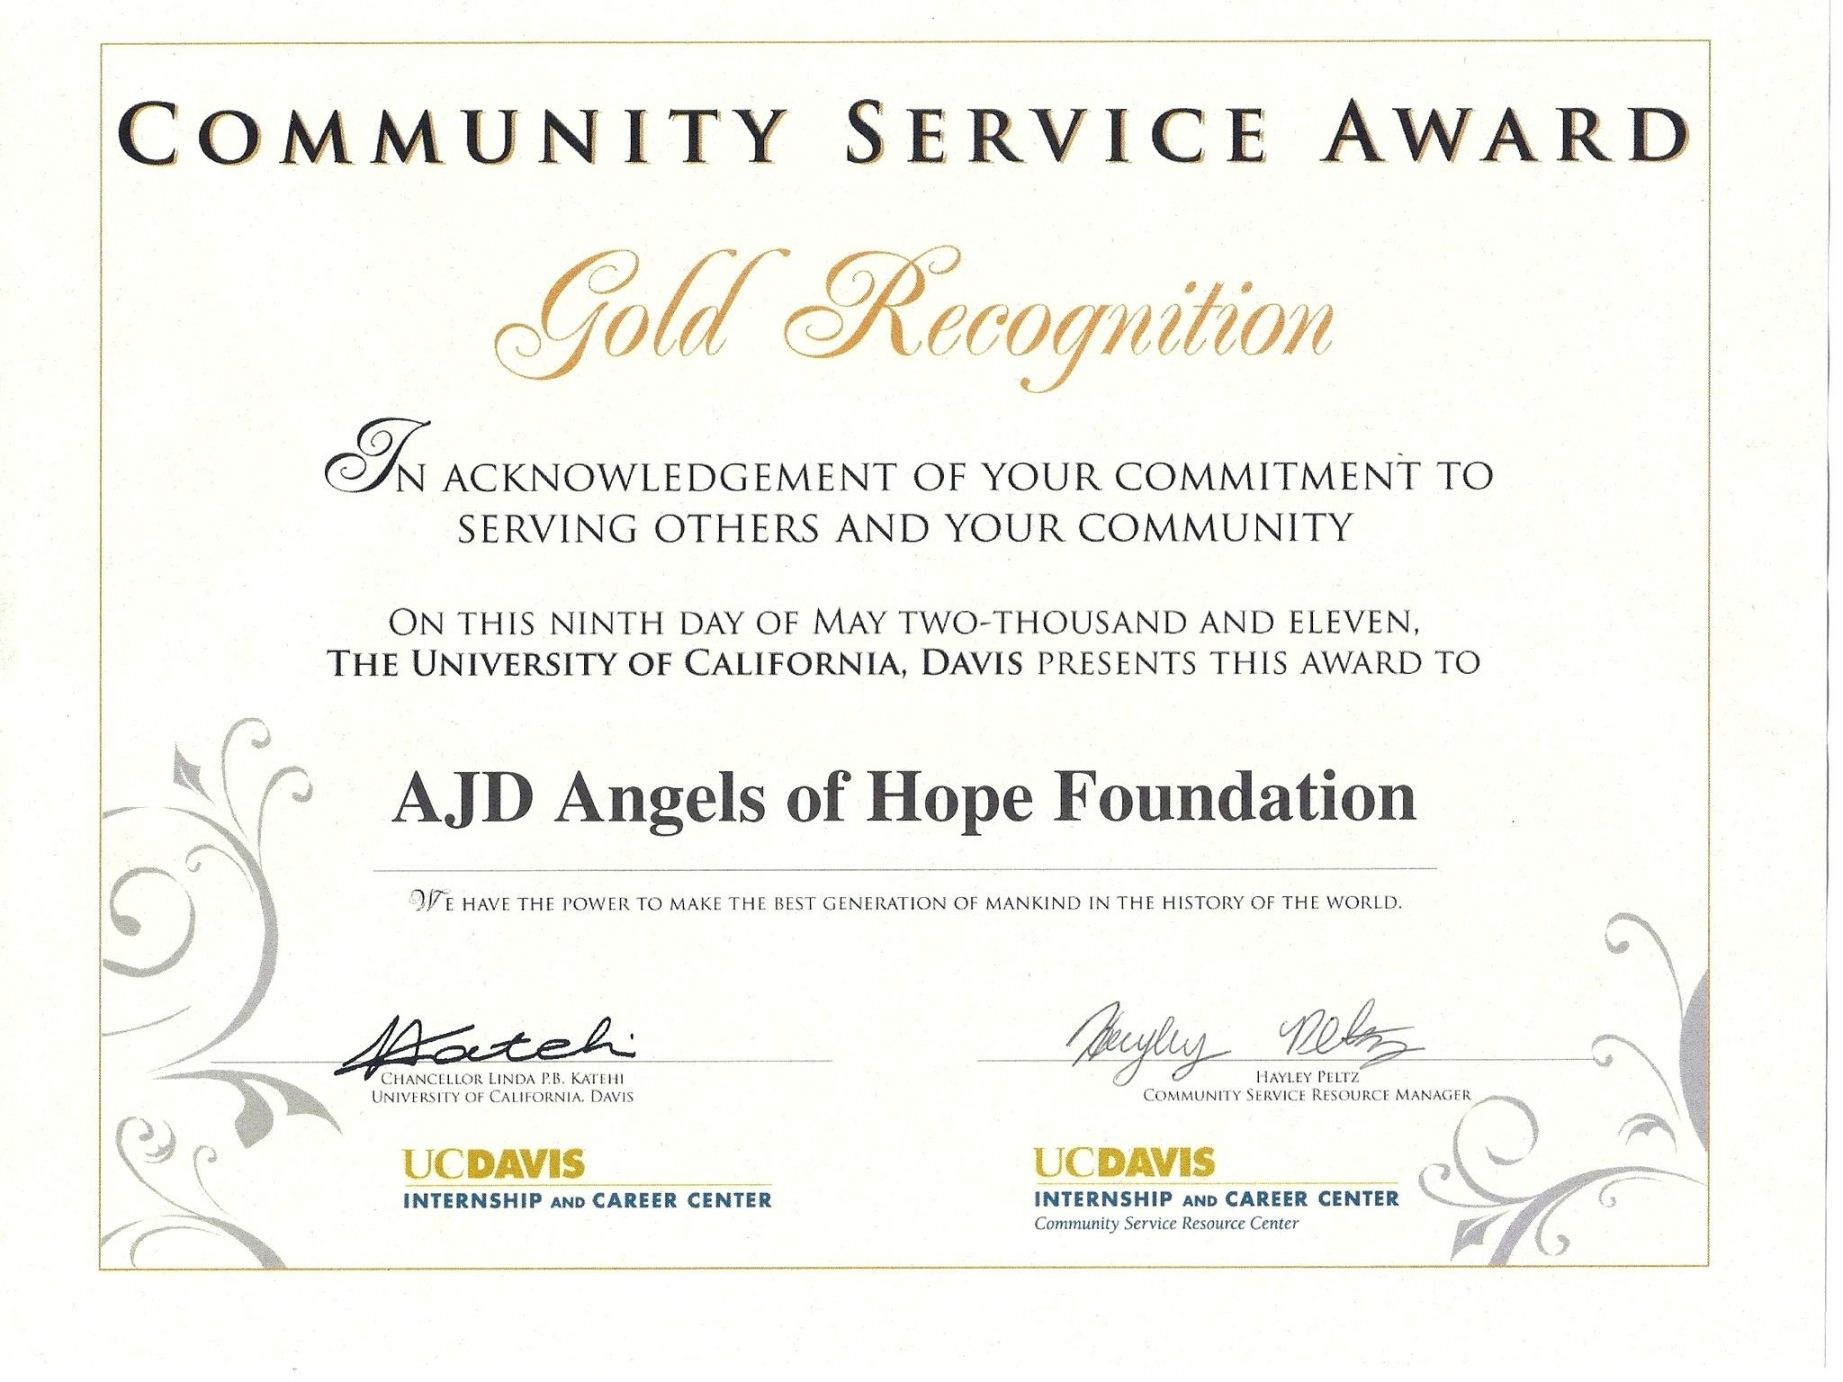 COMMUNITY SERVICE AWARD
Gold Recognition
IN ACKNOWLEDGEMENT OF YOUR COMMITMENT TO
SERVING OTHERS AND YOUR COMMUNITY
ON THIS NINTH DAY OF MAY TWO-THOUSAND AND ELEVEN,
THE UNIVERSITY OF CALIFORNIA, DAVIS PRESENTS THIS AWARD TO
AJD Angels of Hope Foundation
WE HAVE THE POWER TO MAKE THE BEST GENERATION OF MANKIND IN THE HISTORY OF THE WORLD.
Katehi
CHANCELLOR LINDA P.B. KATEHI
UNIVERSITY OF CALIFORNIA, DAVIS
UCDAVIS
INTERNSHIP AND CAREER CENTER
Hayley Peltz
HAYLEY PELTZ
COMMUNITY SERVICE RESOURCE MANAGER
UCDAVIS
INTERNSHIP AND CAREER CENTER
Community Service Resource Center